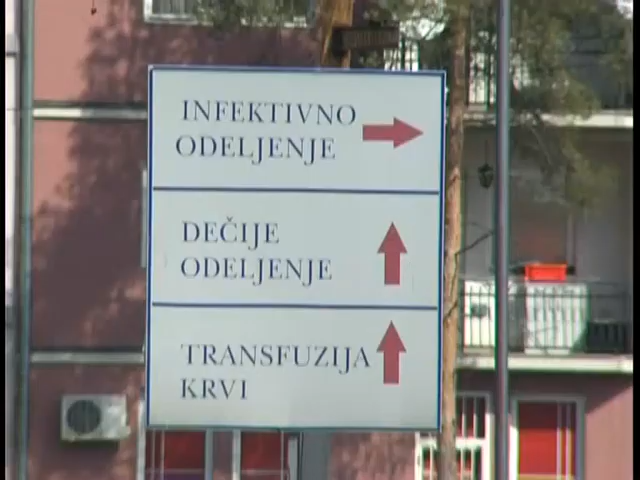 INFEKTIVNO
ODELJENJE
DEČIJE
ODELJENJE
TRANSFUZIJA
KRVI